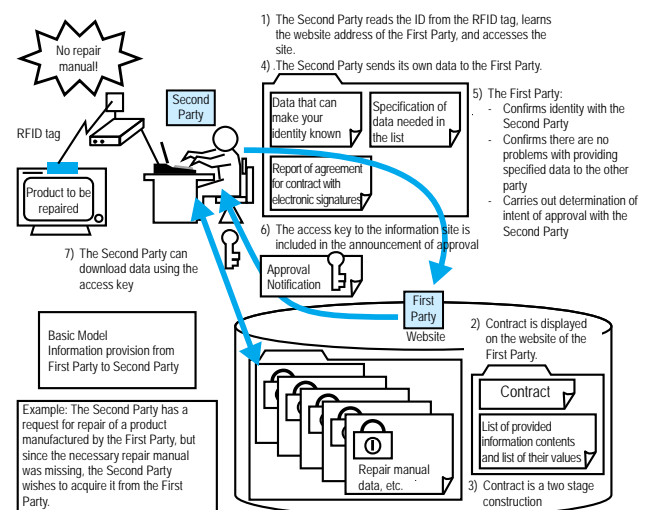 No repair
manual!
RFID tag
Product to be
repaired
Second
Party
1) The Second Party reads the ID from the RFID tag, learns
the website address of the First Party, and accesses the
site.
4) .The Second Party sends its own data to the First Party.
Data that can
make your
identity known
Specification of
data needed in
the list
Report of agreement
for contract with
electronic signatures
5) The First Party:
- Confirms identity with the
Second Party
- Confirms there are no
problems with providing
specified data to the other
party
- Carries out determination of
intent of approval with the
Second Party
6) The access key to the information site is
included in the announcement of approval
Approval
Notification
7) The Second Party can
download data using the
access key
First
Party
Website
2) Contract is displayed
on the website of the
First Party.
Contract
List of provided
information contents
and list of their values
3) Contract is a two stage
construction
Repair manual
data, etc.
Basic Model
Information provision from
First Party to Second Party
Example: The Second Party has a
request for repair of a product
manufactured by the First Party, but
since the necessary repair manual
was missing, the Second Party
wishes to acquire it from the First
Party.